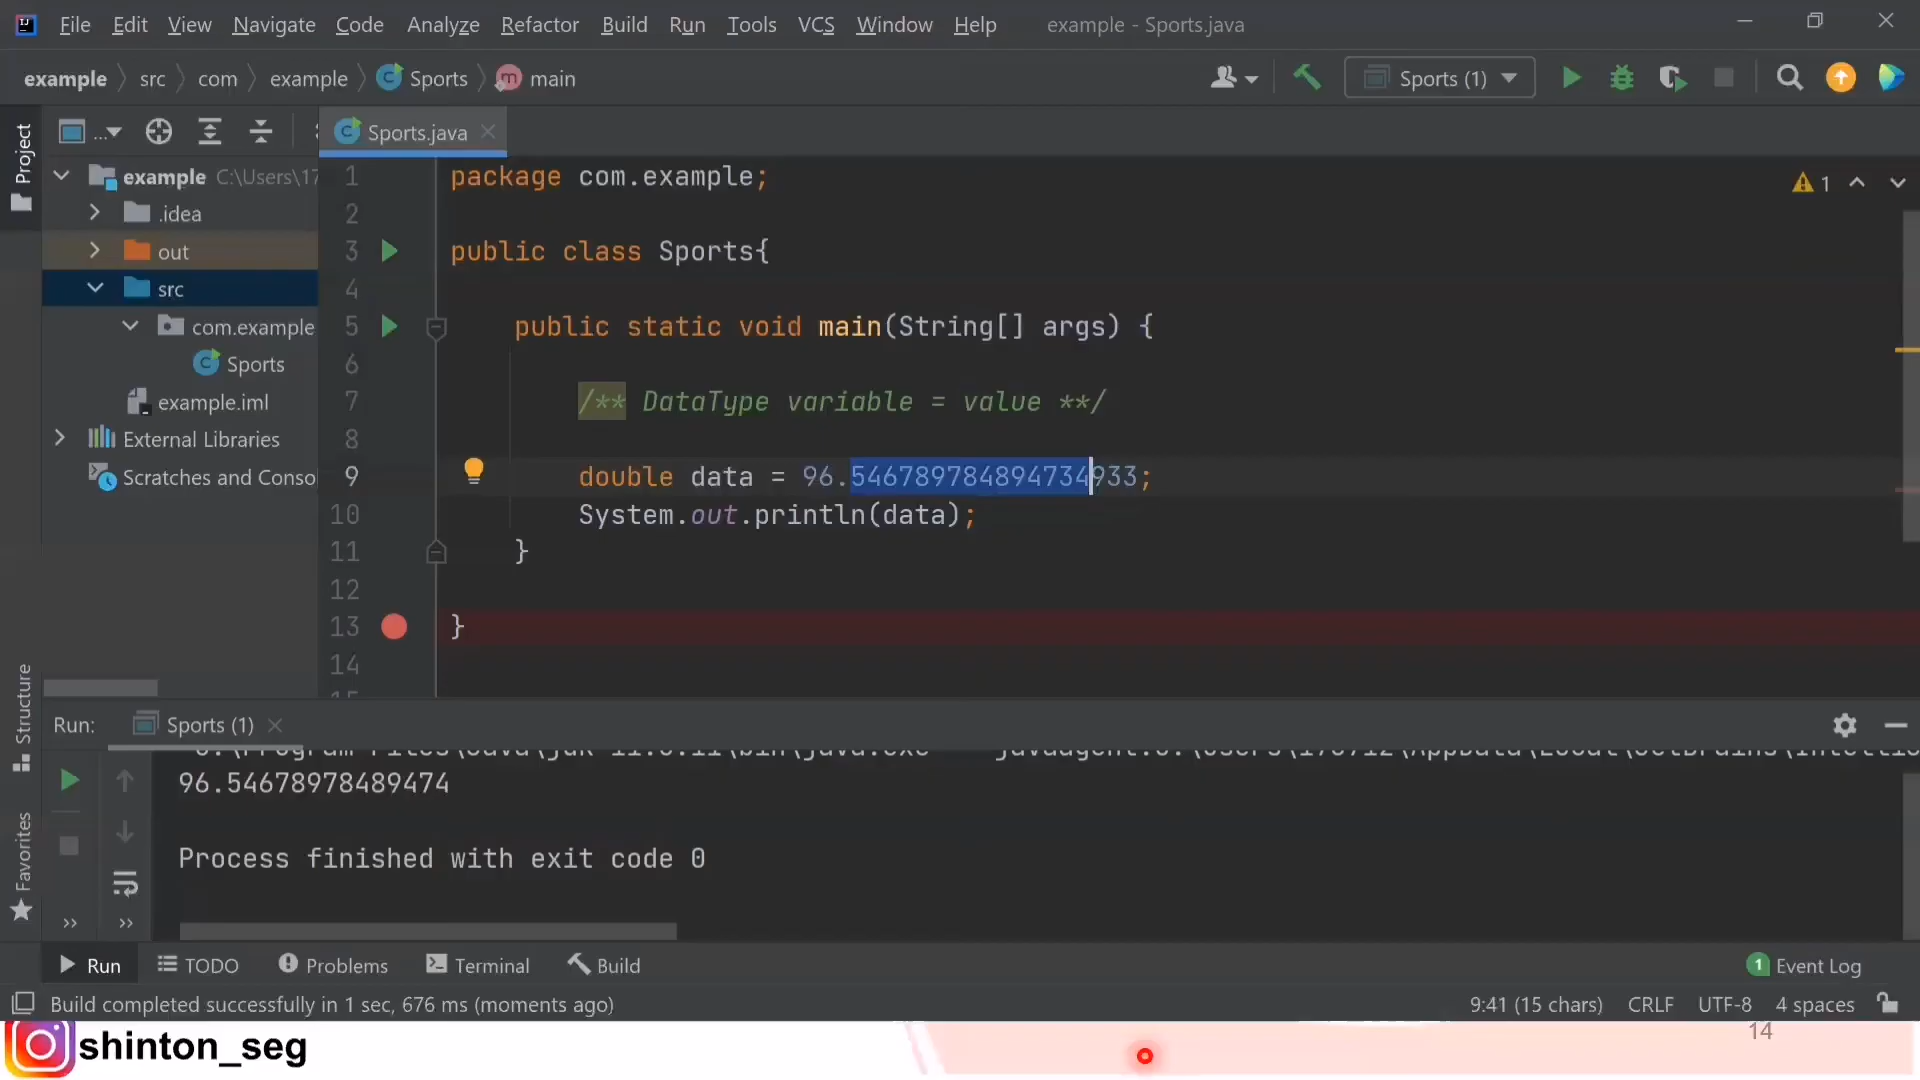 File Edit View Navigate Code Analyze Refactor Build Run Tools VCS Window Help example - Sports.java
example src com example Sports main Sports (1)
Project
... Sports.java
example C:\Users\17
.idea
out
src
com.example
Sports
example.iml
External Libraries
Scratches and Conso
1 package com.example;
2
3 public class Sports{
4
5 public static void main(String[] args) {
6
7 /** DataType variable = value **/
8
9 double data = 96.546789784894734933;
10 System.out.println(data);
11 }
12
13 }
14
1
Structure
Favorites
Run: Sports (1)
96.54678978489474
Process finished with exit code 0
Run TODO Problems Terminal Build 1 Event Log
Build completed successfully in 1 sec, 676 ms (moments ago) 9:41 (15 chars) CRLF UTF-8 4 spaces
shinton_seg
14